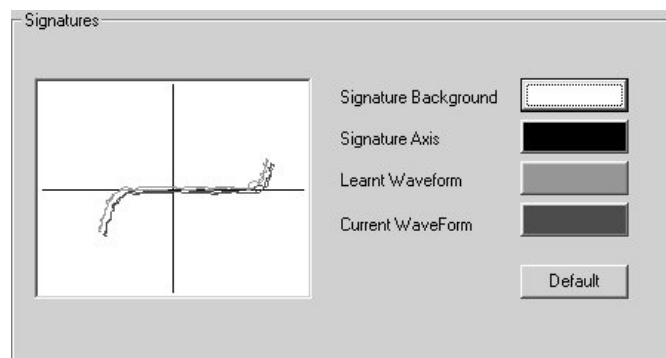 Signatures
Signature Background
Signature Axis
Learnt Waveform
Current WaveForm
Default